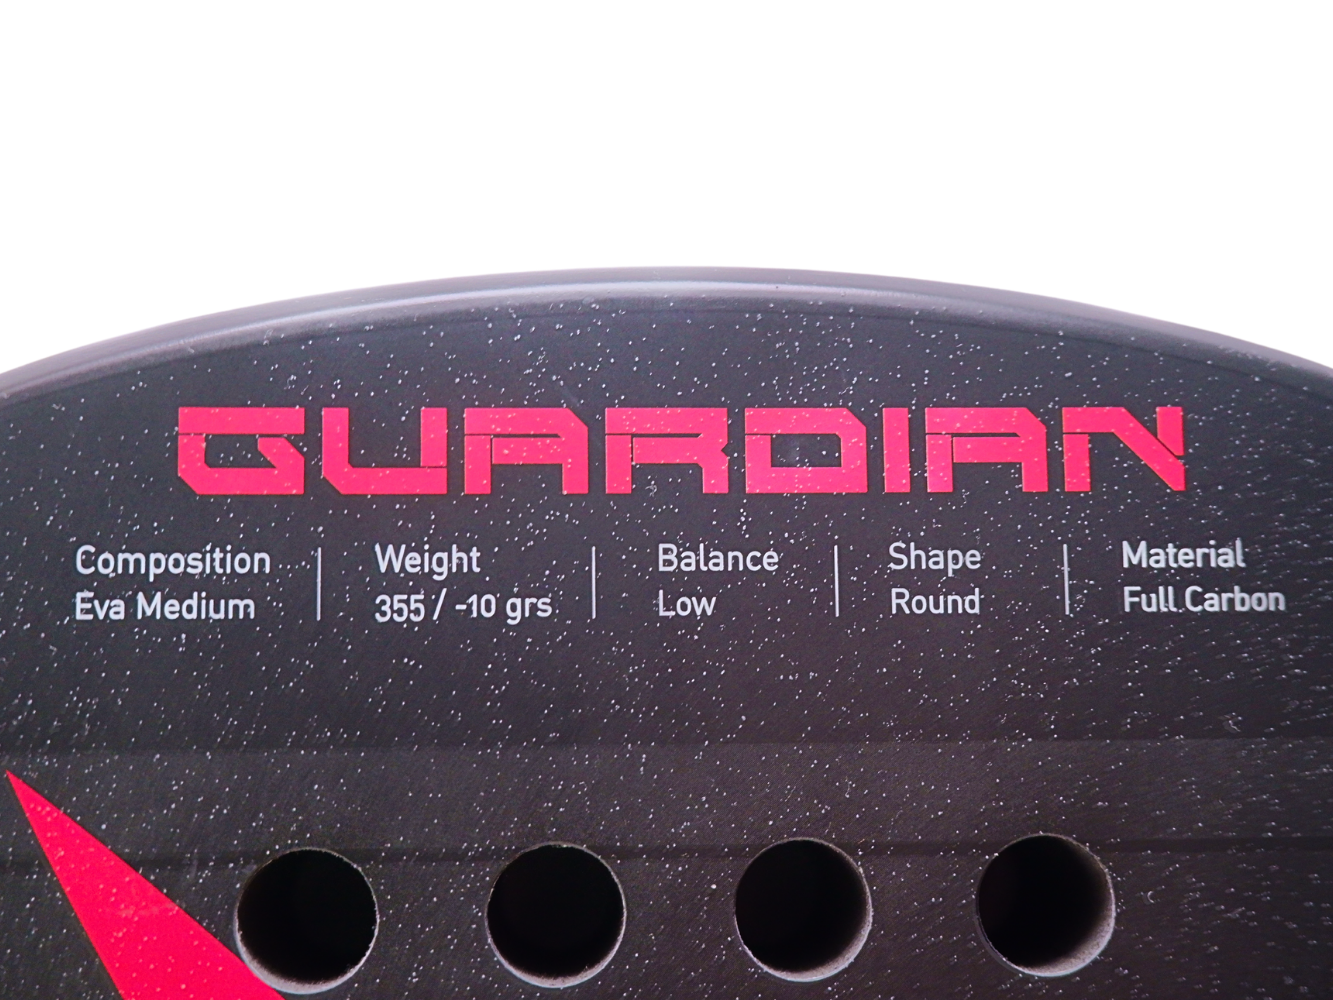 GUARDIAN
Composition
Eva Medium
Weight
355 / -10 grs
Balance
Low
Shape
Round
Material
Full Carbon